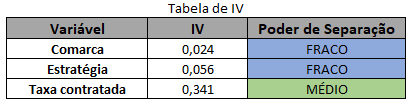 Tabela de IV
Variável IV Poder de Separação
Comarca 0,024 FRACO
Estratégia 0,056 FRACO
Taxa contratada 0,341 MÉDIO